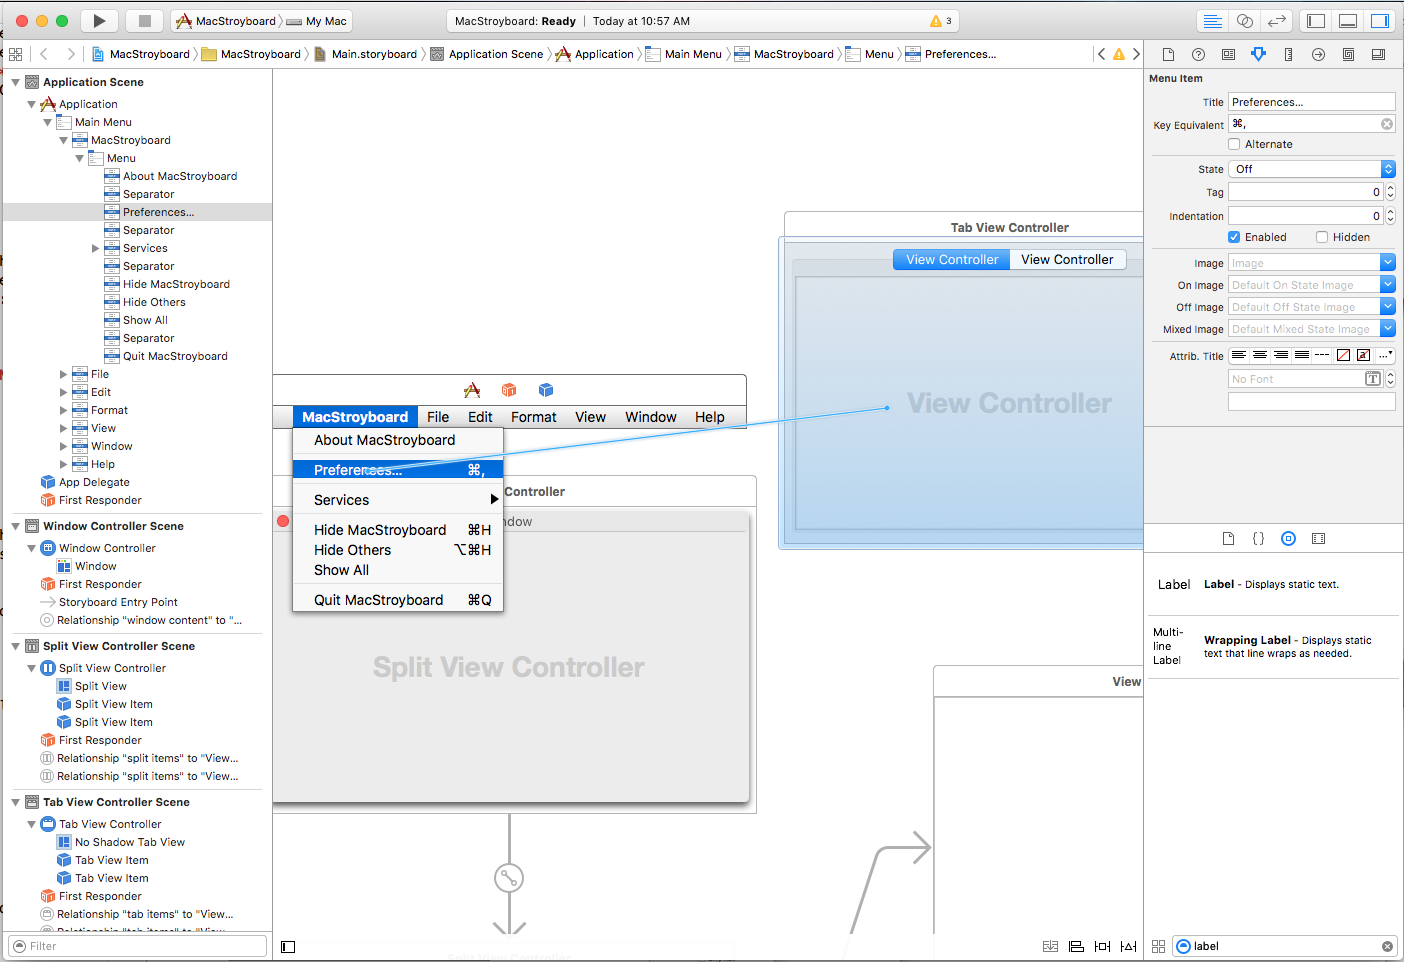 MacStroyboard
My Mac
MacStroyboard: Ready | Today at 10:57 AM
3
MacStroyboard
MacStroyboard
Main.storyboard
Application Scene
Application
Main Menu
MacStroyboard
Menu
Preferences...
Application Scene
Application
Main Menu
MacStroyboard
Menu
About MacStroyboard
Separator
Preferences...
Separator
Services
Separator
Hide MacStroyboard
Hide Others
Show All
Separator
Quit MacStroyboard
File
Edit
Format
View
Window
Help
App Delegate
First Responder
Window Controller Scene
Window Controller
Window
First Responder
Storyboard Entry Point
Relationship "window content" to "...
Split View Controller Scene
Split View Controller
Split View
Split View Item
Split View Item
First Responder
Relationship "split items" to "View...
Relationship "split items" to "View...
Tab View Controller Scene
Tab View Controller
No Shadow Tab View
Tab View Item
Tab View Item
First Responder
Relationship "tab items" to "View...
Relationship "tab items" to "View...
Filter
MacStroyboard File Edit Format View Window Help
About MacStroyboard
Preferences... ⌘,
Services
Hide MacStroyboard ⌘H
Hide Others ⌥⌘H
Show All
Quit MacStroyboard ⌘Q
Controller
ndow
Split View Controller
Split View Controller
Tab View Controller
View Controller View Controller
View Controller
View
Menu Item
Title Preferences...
Key Equivalent ⌘,
Alternate
State Off
Tag 0
Indentation 0
Enabled Hidden
Image Image
On Image Default On State Image
Off Image Default Off State Image
Mixed Image Default Mixed State Image
Attrib. Title
No Font
Label Label - Displays static text.
Multi-
line
Label
Wrapping Label - Displays static
text that line wraps as needed.
label